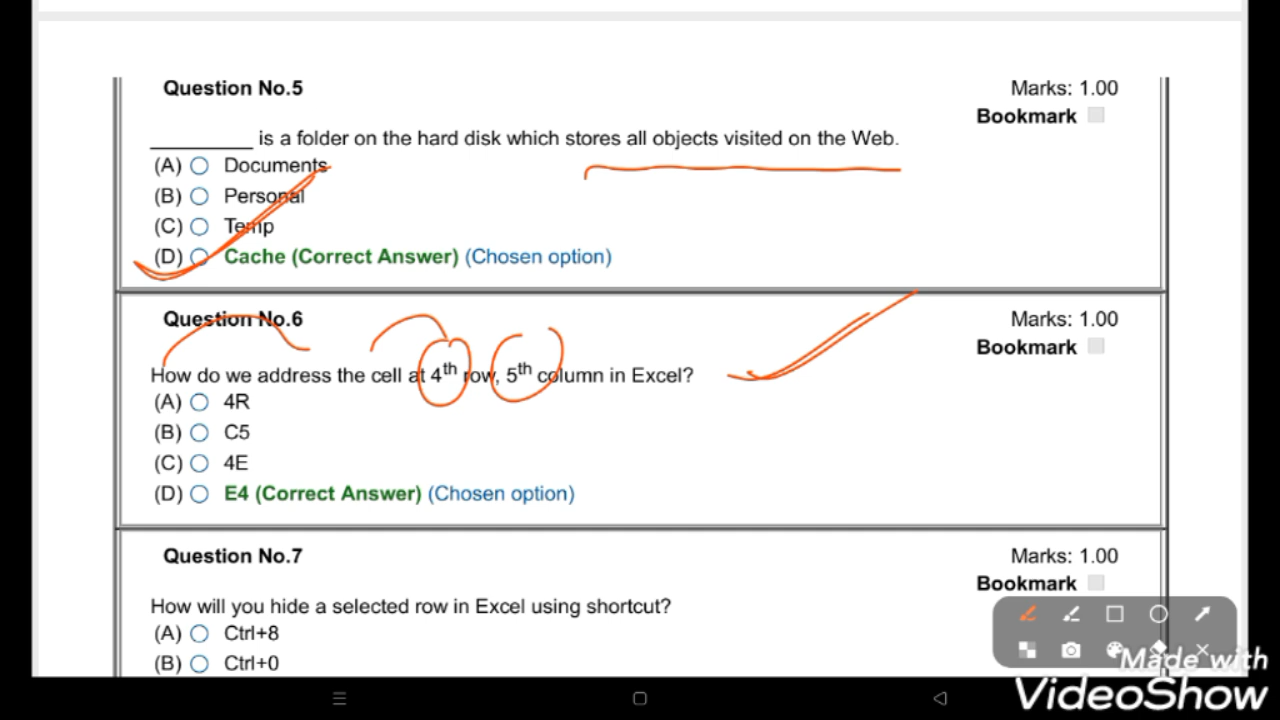 Question No.5
Marks: 1.00
Bookmark
_________ is a folder on the hard disk which stores all objects visited on the Web.
(A) Documents
(B) Personal
(C) Temp
(D) Cache (Correct Answer) (Chosen option)
Question No.6
Marks: 1.00
Bookmark
How do we address the cell at 4th row, 5th column in Excel?
(A) 4R
(B) C5
(C) 4E
(D) E4 (Correct Answer) (Chosen option)
Question No.7
Marks: 1.00
Bookmark
How will you hide a selected row in Excel using shortcut?
(A) Ctrl+8
(B) Ctrl+0
Made with
VideoShow